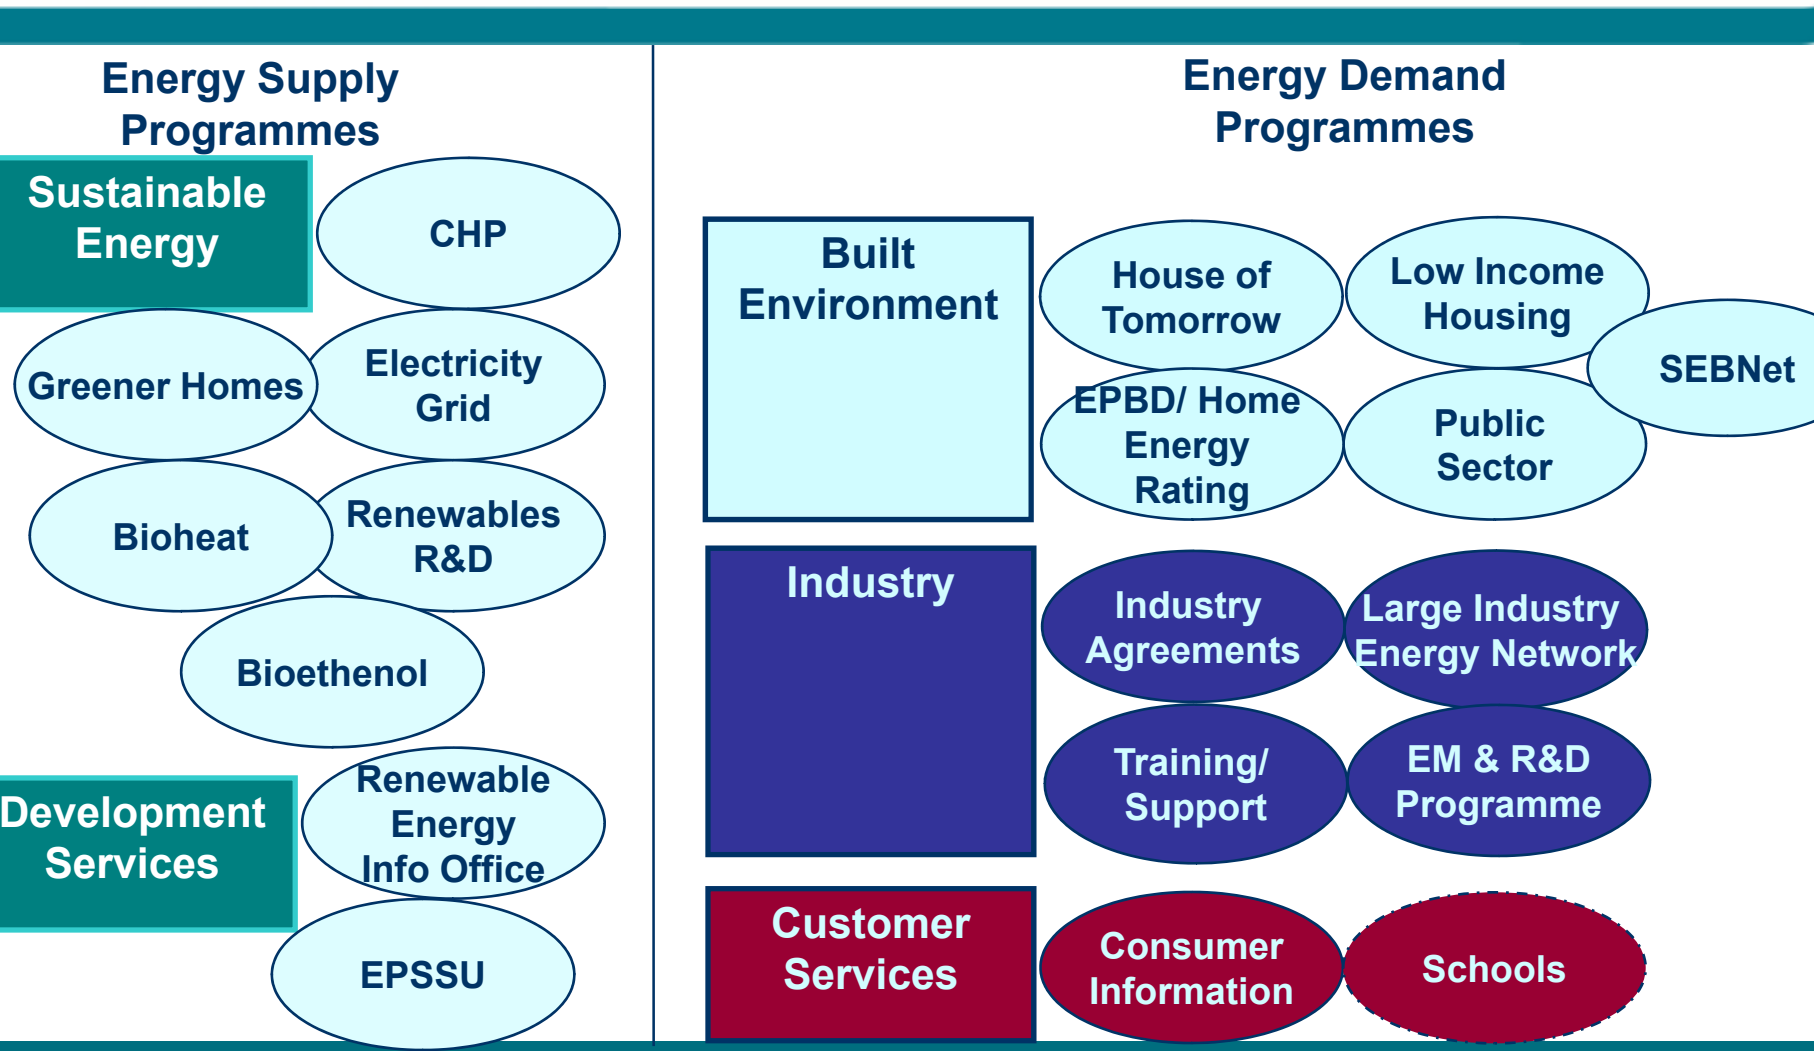 Energy Supply
Programmes
Sustainable
Energy
CHP
Greener Homes
Electricity
Grid
Bioheat
Renewables
R&D
Bioethenol
Development
Services
Renewable
Energy
Info Office
EPSSU
Energy Demand
Programmes
Built
Environment
House of
Tomorrow
Low Income
Housing
SEBNet
EPBD/ Home
Energy
Rating
Public
Sector
Industry
Industry
Agreements
Large Industry
Energy Network
Training/
Support
EM & R&D
Programme
Customer
Services
Consumer
Information
Schools